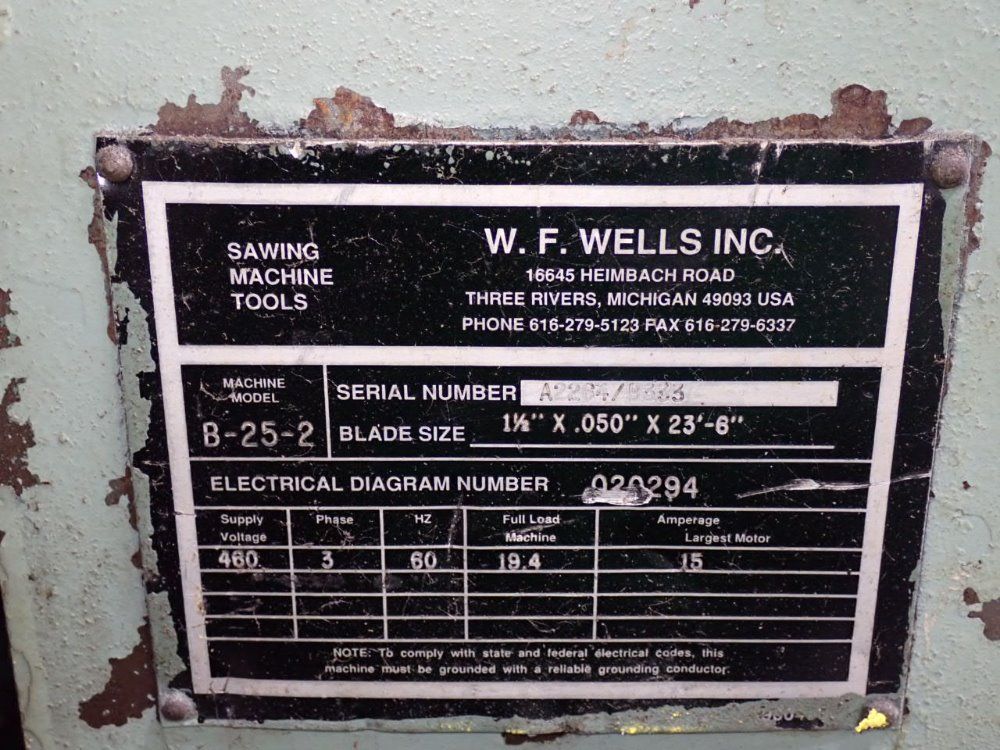 SAWING
MACHINE
TOOLS
W. F. WELLS INC.
16645 HEIMBACH ROAD
THREE RIVERS, MICHIGAN 49093 USA
PHONE 616-279-5123 FAX 616-279-6337
MACHINE
MODEL
B-25-2
SERIAL NUMBER
BLADE SIZE 1½" X .050" X 23'-6"
ELECTRICAL DIAGRAM NUMBER 020294
Supply Voltage Phase HZ Full Load Machine Amperage Largest Motor
460 3 60 19.4 15
NOTE: To comply with state and federal electrical codes, this
machine must be grounded with a reliable grounding conductor.